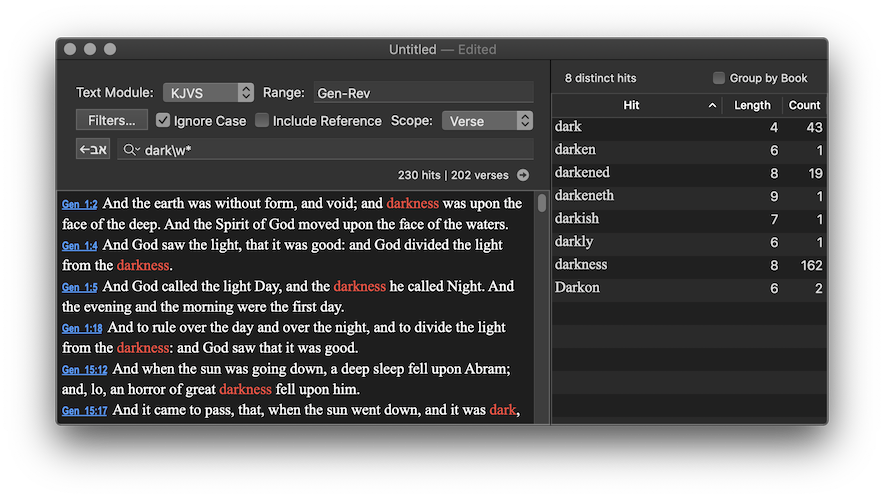 Untitled — Edited
Text Module: KJVS Range: Gen-Rev
Filters... Ignore Case Include Reference Scope: Verse
←אב dark\w*
230 hits | 202 verses
Gen 1:2 And the earth was without form, and void; and darkness was upon the
face of the deep. And the Spirit of God moved upon the face of the waters.
Gen 1:4 And God saw the light, that it was good: and God divided the light
from the darkness.
Gen 1:5 And God called the light Day, and the darkness he called Night. And
the evening and the morning were the first day.
Gen 1:18 And to rule over the day and over the night, and to divide the light
from the darkness: and God saw that it was good.
Gen 15:12 And when the sun was going down, a deep sleep fell upon Abram;
and, lo, an horror of great darkness fell upon him.
Gen 15:17 And it came to pass, that, when the sun went down, and it was dark,
8 distinct hits Group by Book
Hit Length Count
dark 4 43
darken 6 1
darkened 8 19
darkeneth 9 1
darkish 7 1
darkly 6 1
darkness 8 162
Darkon 6 2